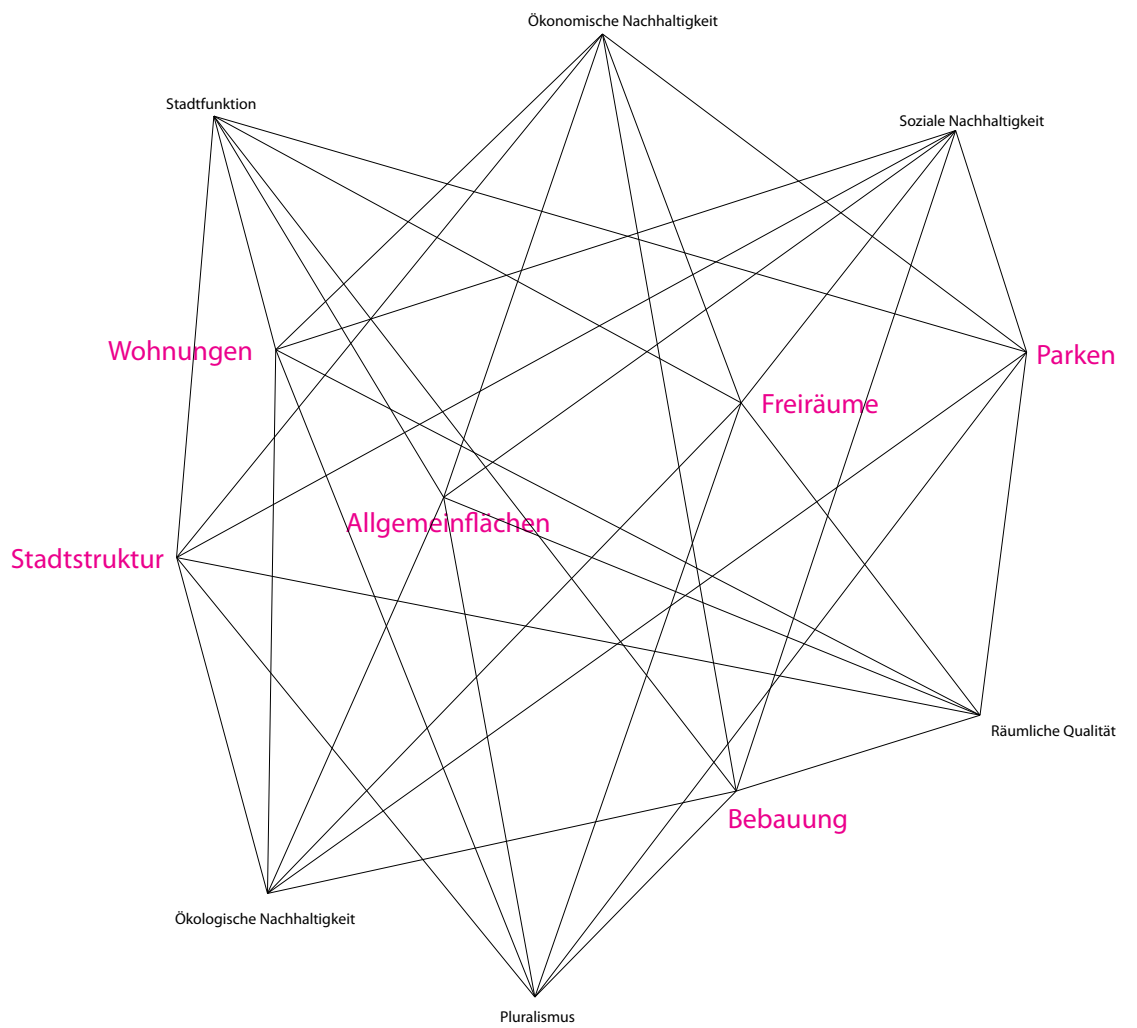 Ökonomische Nachhaltigkeit
Stadtfunktion
Soziale Nachhaltigkeit
Wohnungen
Parken
Freiräume
Allgemeinflächen
Stadtstruktur
Räumliche Qualität
Bebauung
Ökologische Nachhaltigkeit
Pluralismus